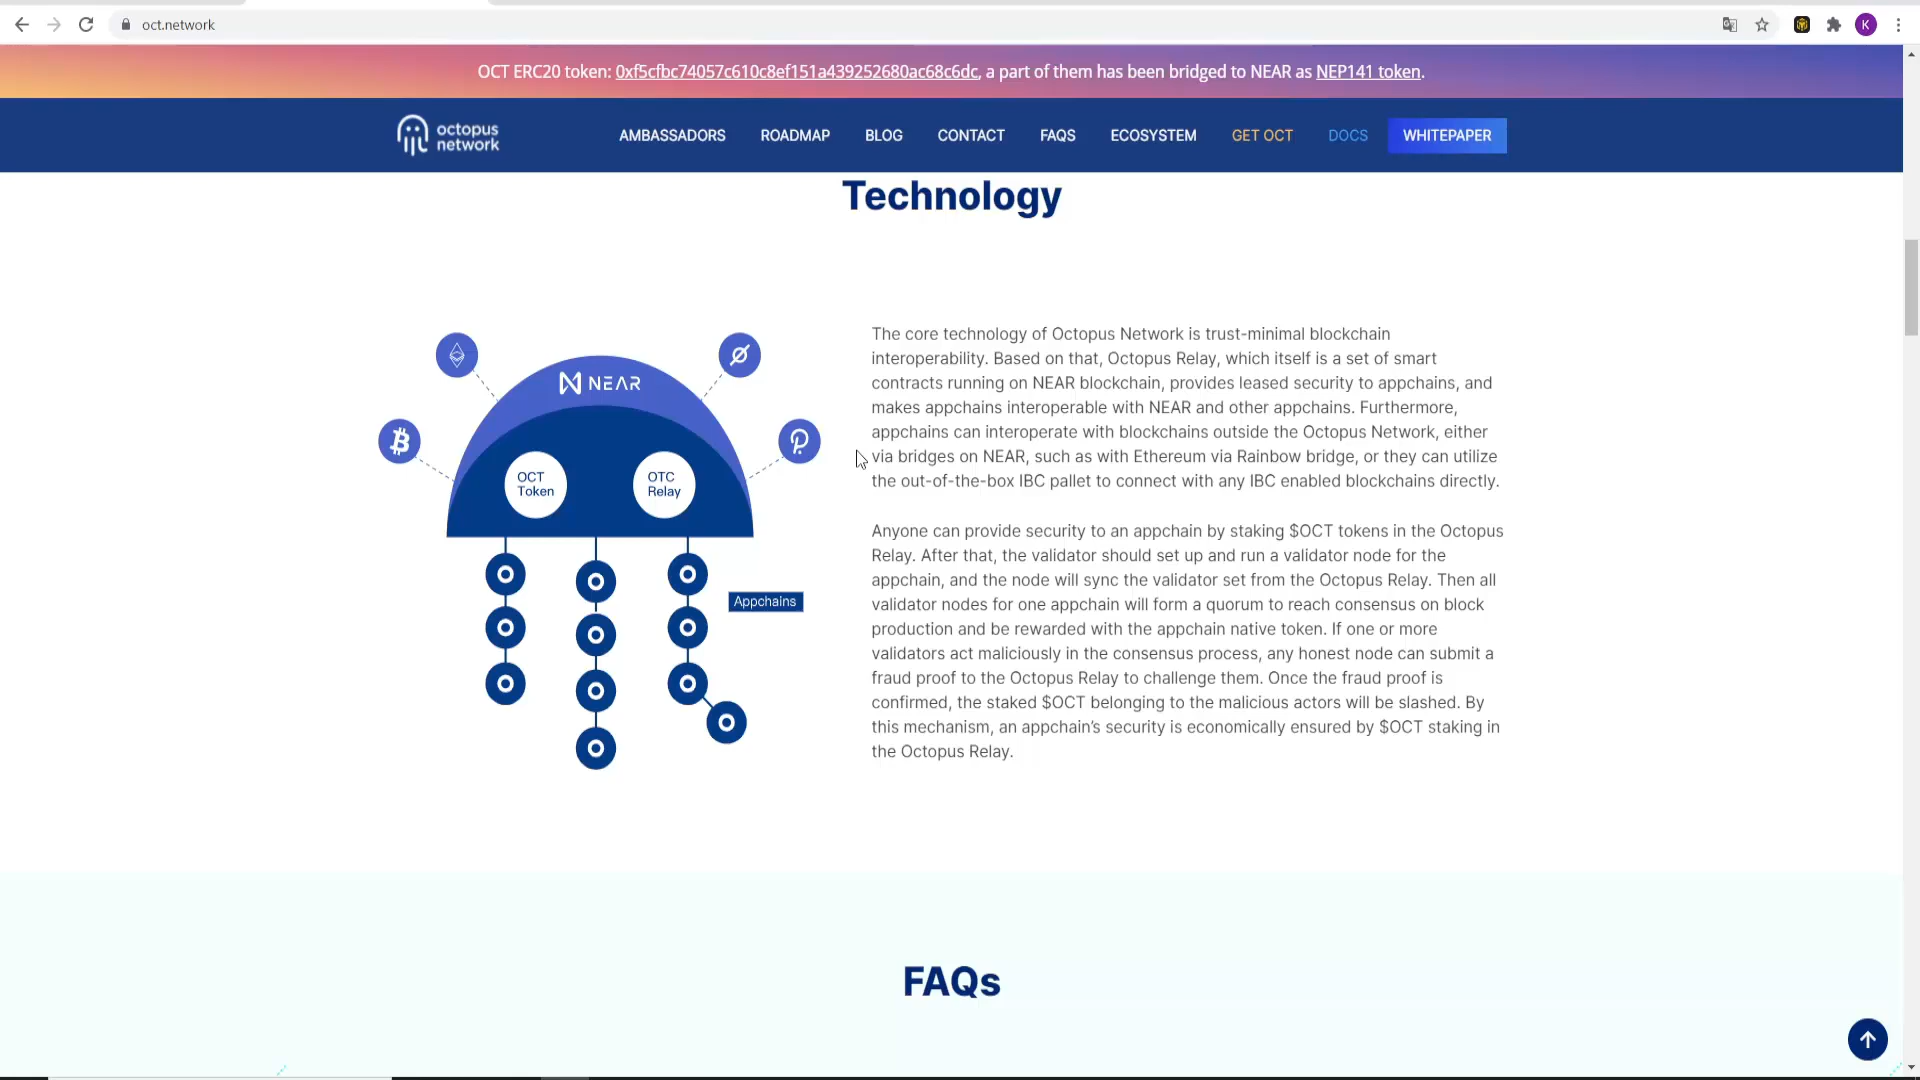 oct.network
K
OCT ERC20 token: 0xf5cfbc74057c610c8ef151a439252680ac68c6dc, a part of them has been bridged to NEAR as NEP141 token.
octopus
network
AMBASSADORS ROADMAP BLOG CONTACT FAQS ECOSYSTEM GET OCT DOCS WHITEPAPER
Technology
NEAR
OCT
Token
OTC
Relay
Appchains
The core technology of Octopus Network is trust-minimal blockchain
interoperability. Based on that, Octopus Relay, which itself is a set of smart
contracts running on NEAR blockchain, provides leased security to appchains, and
makes appchains interoperable with NEAR and other appchains. Furthermore,
appchains can interoperate with blockchains outside the Octopus Network, either
via bridges on NEAR, such as with Ethereum via Rainbow bridge, or they can utilize
the out-of-the-box IBC pallet to connect with any IBC enabled blockchains directly.
Anyone can provide security to an appchain by staking $OCT tokens in the Octopus
Relay. After that, the validator should set up and run a validator node for the
appchain, and the node will sync the validator set from the Octopus Relay. Then all
validator nodes for one appchain will form a quorum to reach consensus on block
production and be rewarded with the appchain native token. If one or more
validators act maliciously in the consensus process, any honest node can submit a
fraud proof to the Octopus Relay to challenge them. Once the fraud proof is
confirmed, the staked $OCT belonging to the malicious actors will be slashed. By
this mechanism, an appchain’s security is economically ensured by $OCT staking in
the Octopus Relay.
FAQs